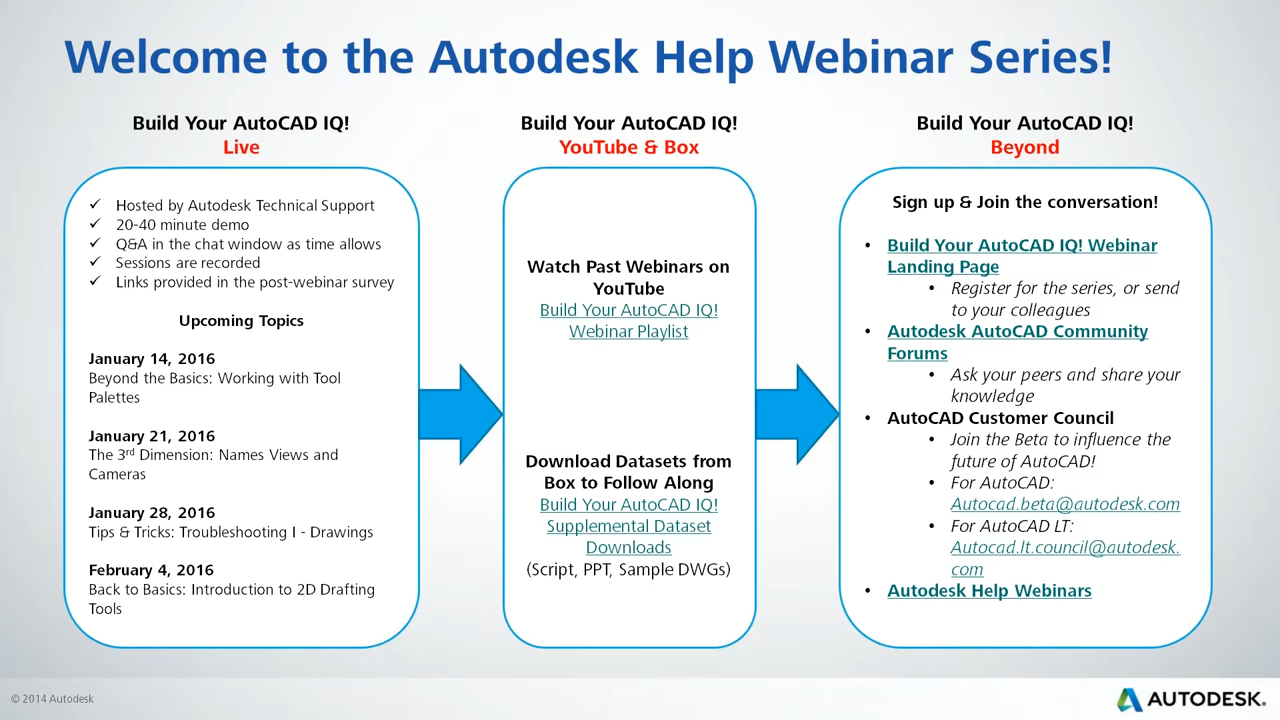 Welcome to the Autodesk Help Webinar Series!
Build Your AutoCAD IQ!
Live
✓ Hosted by Autodesk Technical Support
✓ 20-40 minute demo
✓ Q&A in the chat window as time allows
✓ Sessions are recorded
✓ Links provided in the post-webinar survey
Upcoming Topics
January 14, 2016
Beyond the Basics: Working with Tool
Palettes
January 21, 2016
The 3rd Dimension: Names Views and
Cameras
January 28, 2016
Tips & Tricks: Troubleshooting I - Drawings
February 4, 2016
Back to Basics: Introduction to 2D Drafting
Tools
Build Your AutoCAD IQ!
YouTube & Box
Watch Past Webinars on
YouTube
Build Your AutoCAD IQ!
Webinar Playlist
Download Datasets from
Box to Follow Along
Build Your AutoCAD IQ!
Supplemental Dataset
Downloads
(Script, PPT, Sample DWGs)
Build Your AutoCAD IQ!
Beyond
Sign up & Join the conversation!
• Build Your AutoCAD IQ! Webinar
Landing Page
• Register for the series, or send
to your colleagues
• Autodesk AutoCAD Community
Forums
• Ask your peers and share your
knowledge
• AutoCAD Customer Council
• Join the Beta to influence the
future of AutoCAD!
• For AutoCAD:
Autocad.beta@autodesk.com
• For AutoCAD LT:
Autocad.lt.council@autodesk.
com
• Autodesk Help Webinars
© 2014 Autodesk
AUTODESK.